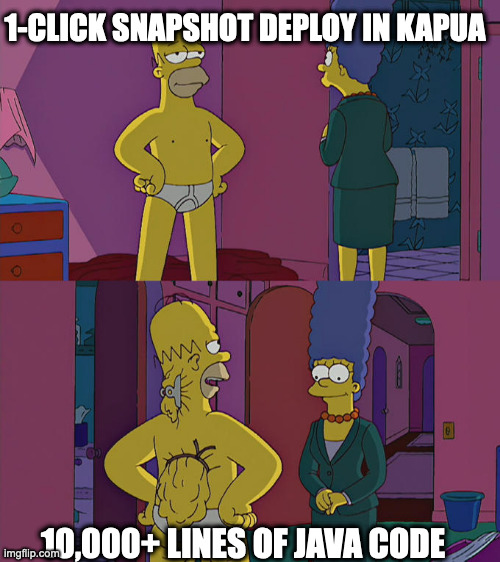 1-CLICK SNAPSHOT DEPLOY IN KAPUA
10,000+ LINES OF JAVA CODE
imgflip.com